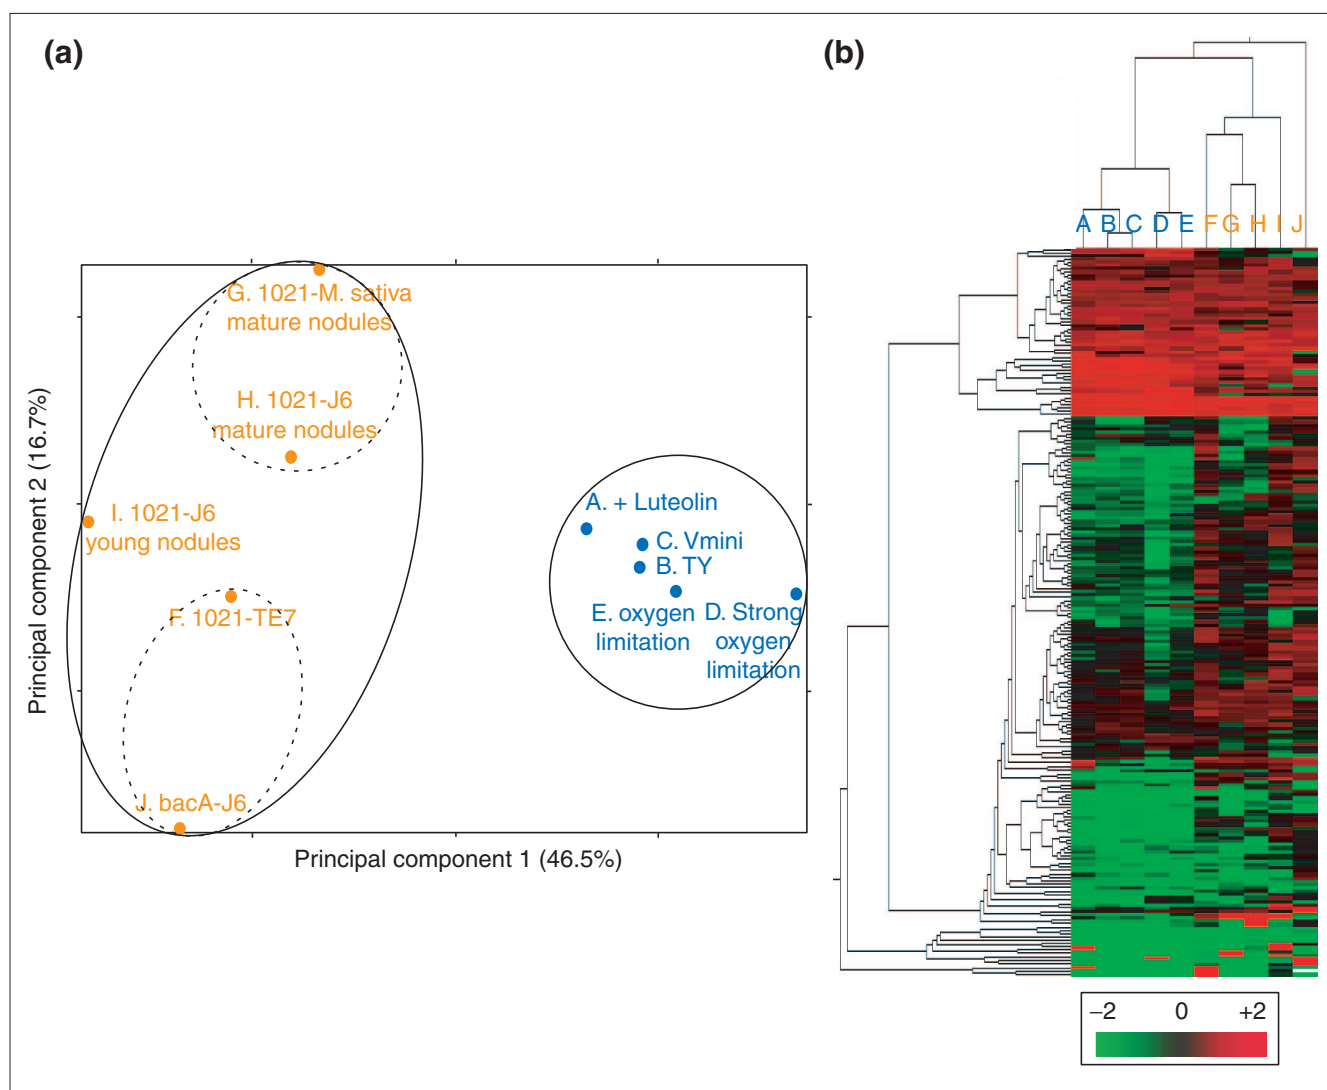 (a)
G. 1021-M. sativa
mature nodules
H. 1021-J6
mature nodules
I. 1021-J6
young nodules
F. 1021-TE7
J. bacA-J6
A. + Luteolin
C. Vmini
B. TY
E. oxygen
limitation
D. Strong
oxygen
limitation
Principal component 2 (16.7%)
Principal component 1 (46.5%)
(b)
A B C D E F G H I J
−2 0 +2